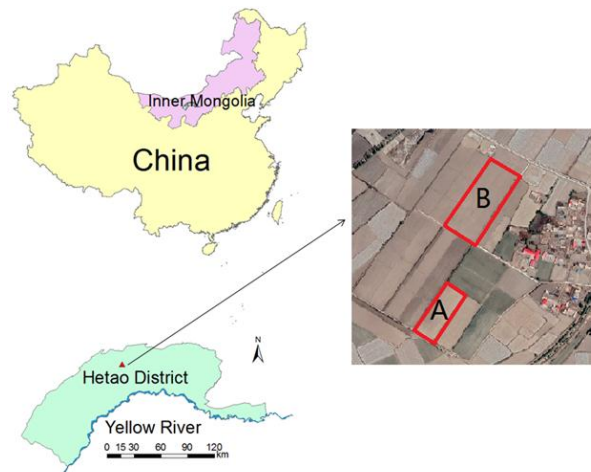 Inner Mongolia
China
B
A
N
Hetao District
Yellow River
0 15 30 60 90 120
km